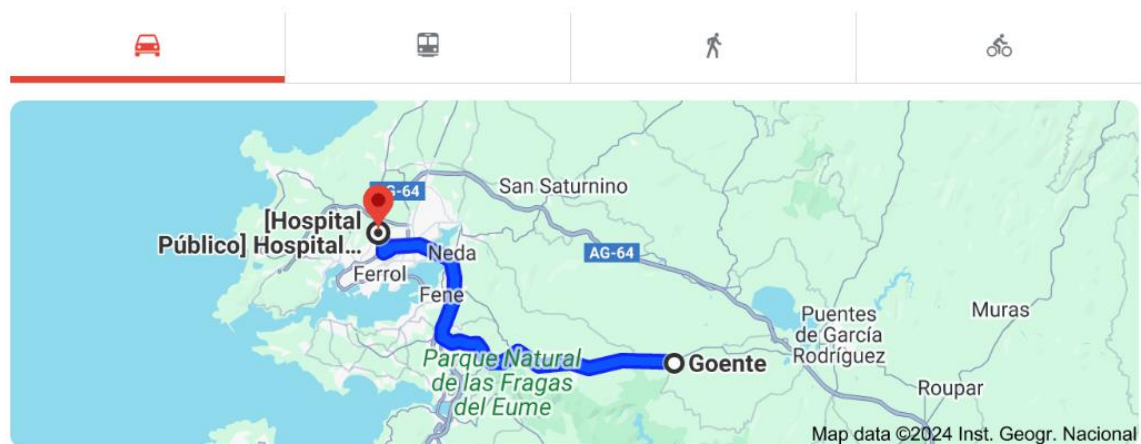 AG-64
San Saturnino
[Hospital
Público] Hospital...
Neda
AG-64
Ferrol
Fene
Puentes
de García
Rodríguez
Muras
Parque Natural
de las Fragas
del Eume
Goente
Roupar
Map data ©2024 Inst. Geogr. Nacional